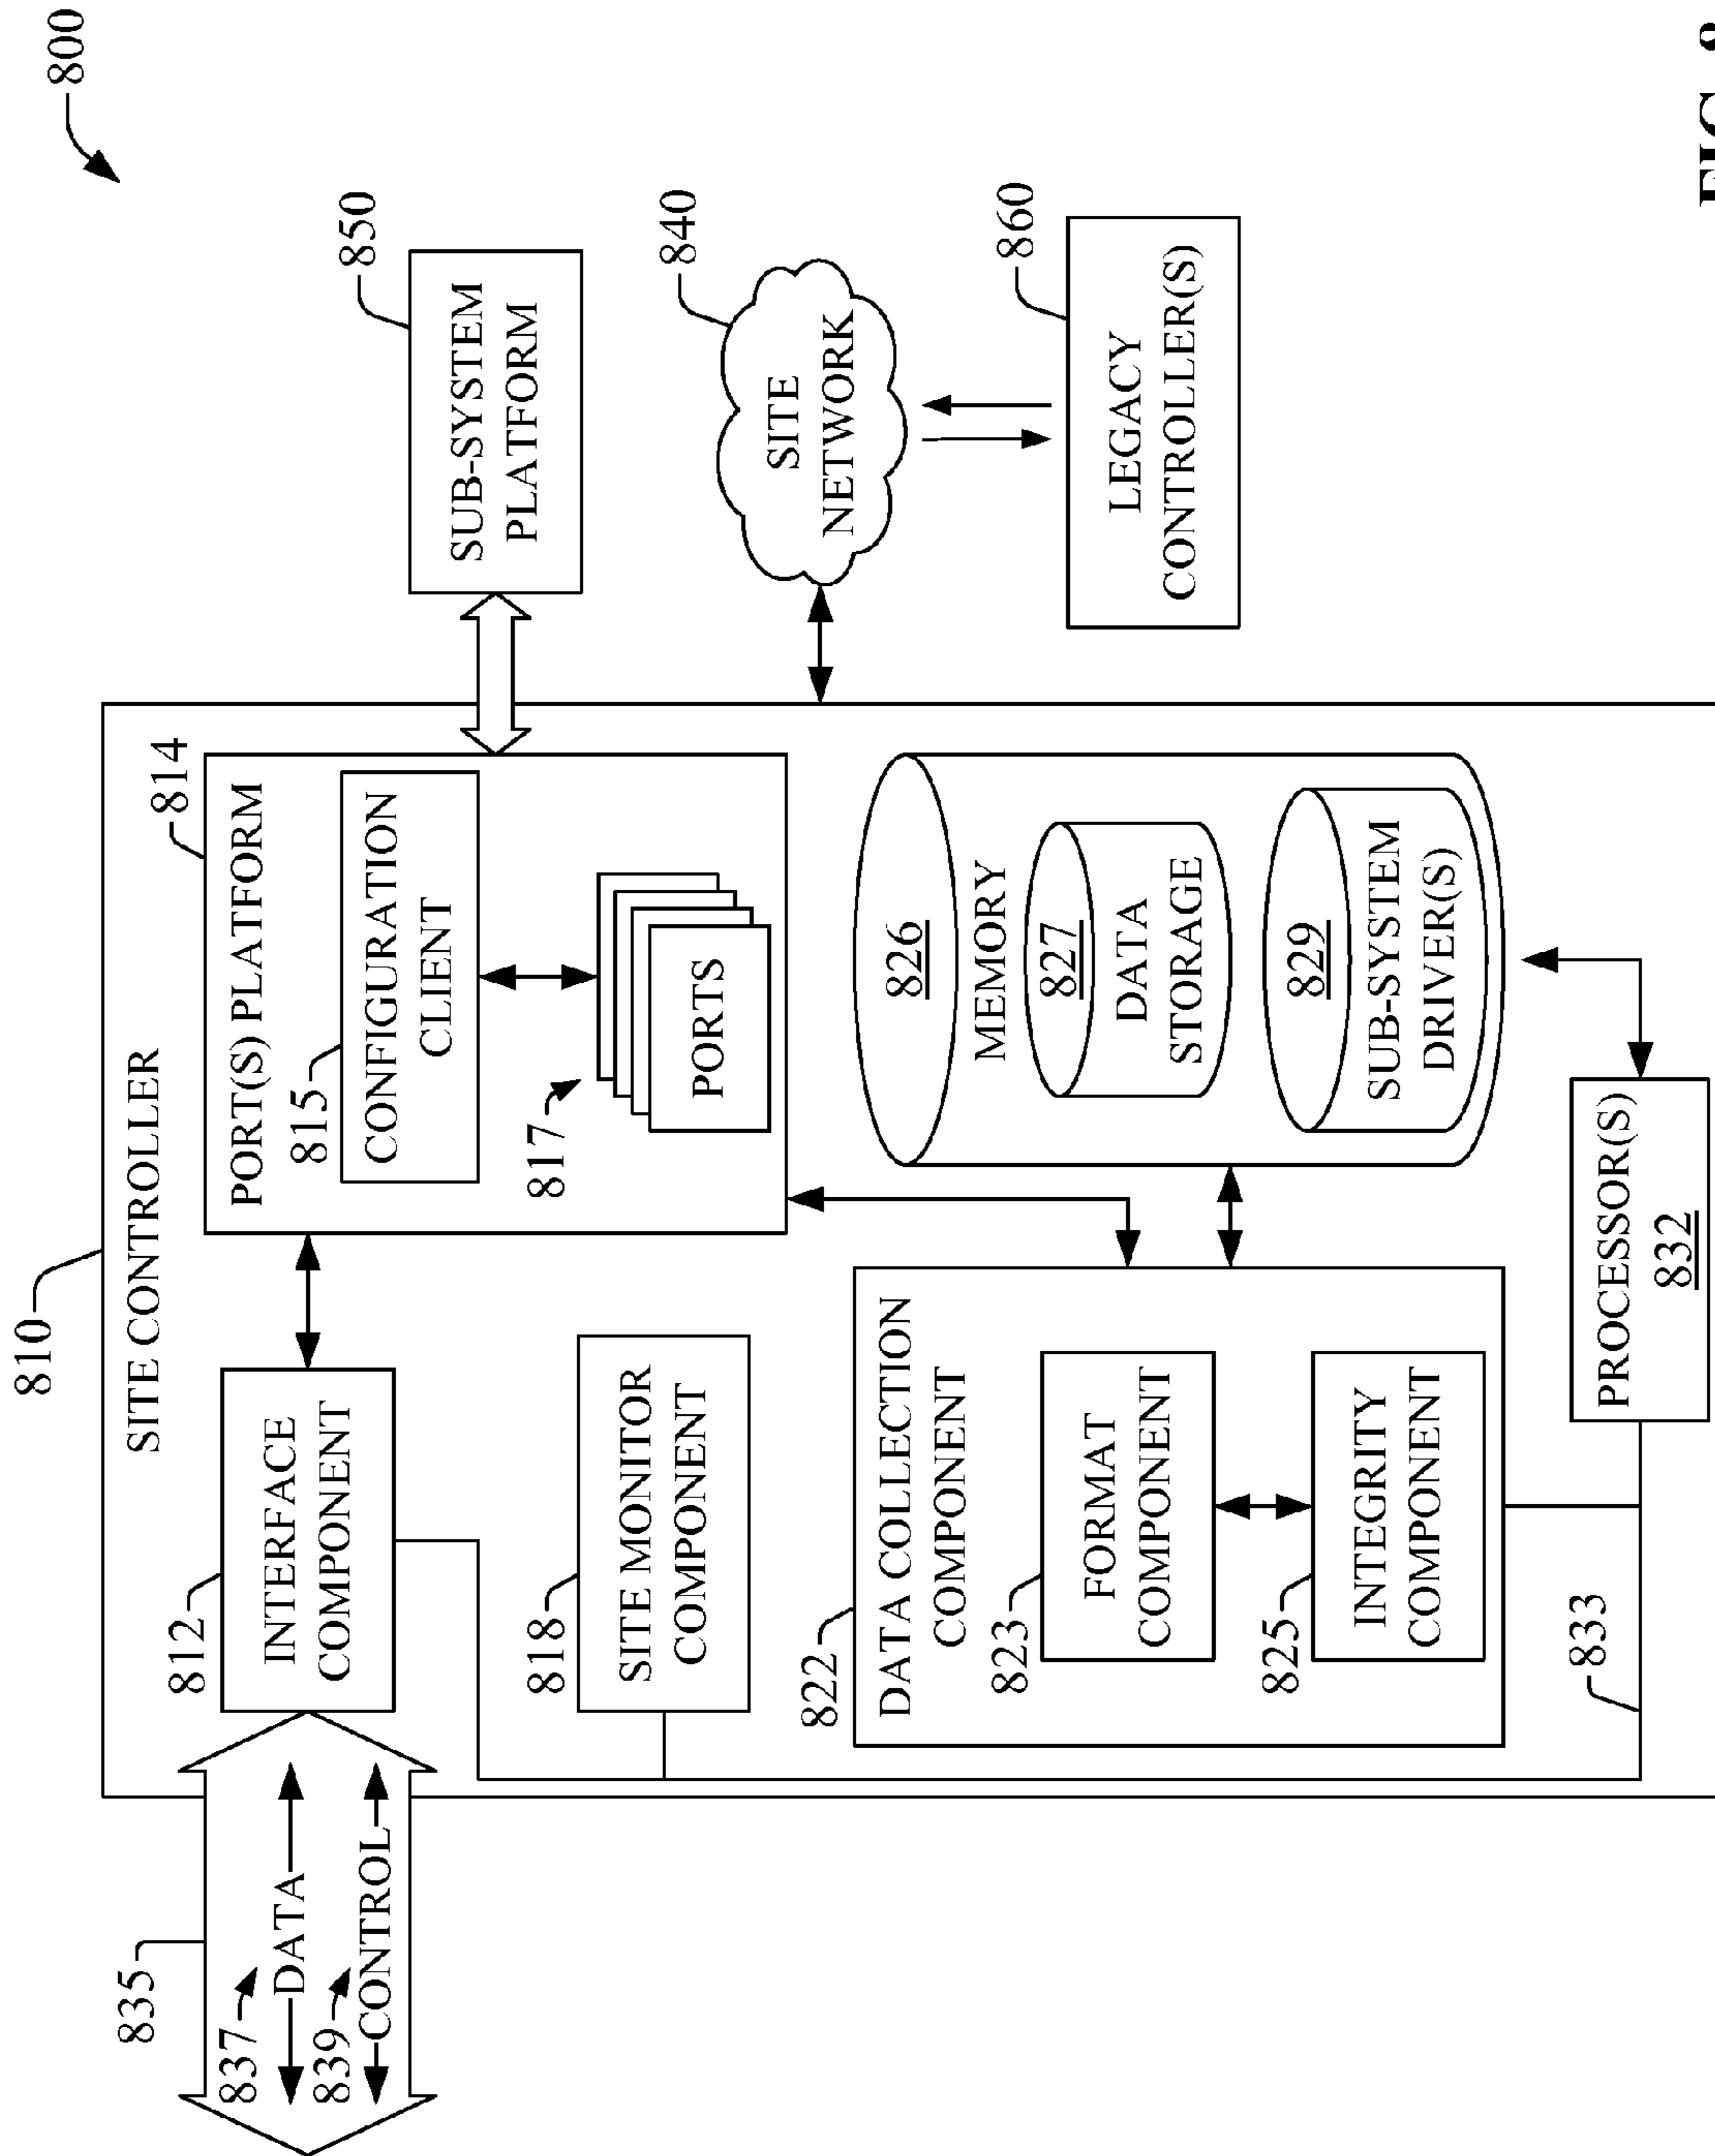 800
810
SITE CONTROLLER
835
837
DATA
839
CONTROL
812
INTERFACE
COMPONENT
814
PORT(S) PLATFORM
815
CONFIGURATION
CLIENT
817
PORTS
850
SUB-SYSTEM
PLATFORM
818
SITE MONITOR
COMPONENT
840
SITE
NETWORK
822
DATA COLLECTION
COMPONENT
823
FORMAT
COMPONENT
825
INTEGRITY
COMPONENT
826
MEMORY
827
DATA
STORAGE
829
SUB-SYSTEM
DRIVER(S)
860
LEGACY
CONTROLLER(S)
833
PROCESSOR(S)
832
FIG. 8